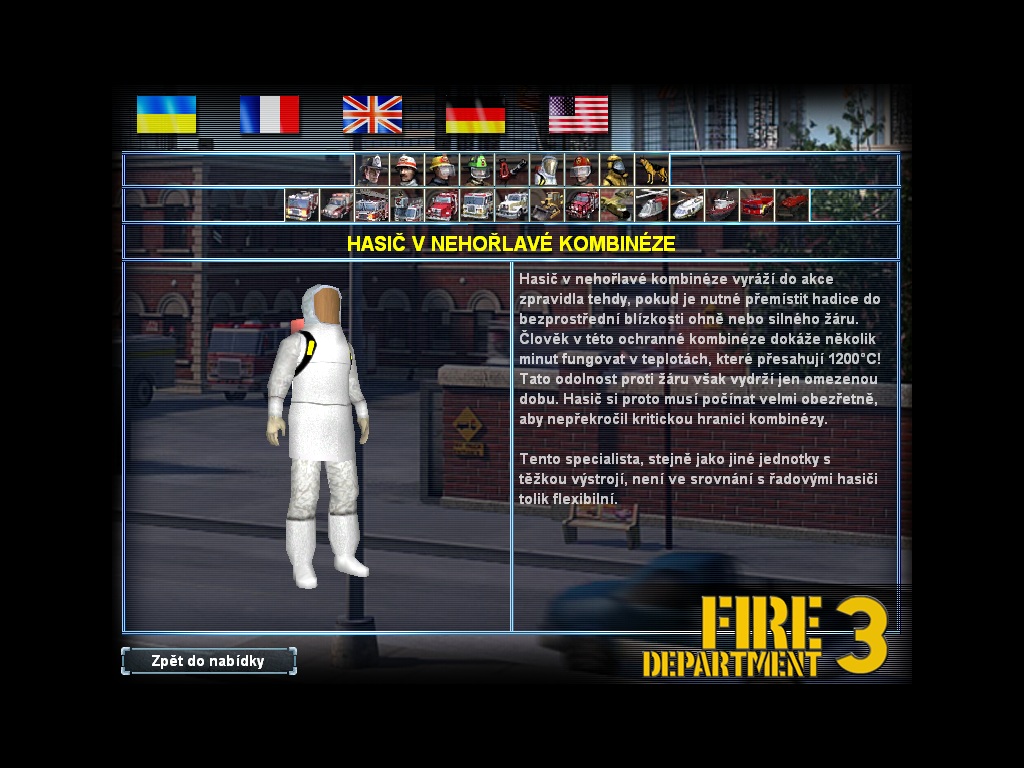 HASIČ V NEHOŘLAVÉ KOMBINÉZE
Hasič v nehořlavé kombinéze vyráží do akce
zpravidla tehdy, pokud je nutné přemístit hadice do
bezprostřední blízkosti ohně nebo silného žáru.
Člověk v této ochranné kombinéze dokáže několik
minut fungovat v teplotách, které přesahují 1200°C!
Tato odolnost proti žáru však vydrží jen omezenou
dobu. Hasič si proto musí počínat velmi obezřetně,
aby nepřekročil kritickou hranici kombinézy.
Tento specialista, stejně jako jiné jednotky s
těžkou výstrojí, není ve srovnání s řadovými hasiči
tolik flexibilní.
FIRE
DEPARTMENT 3
Zpět do nabídky